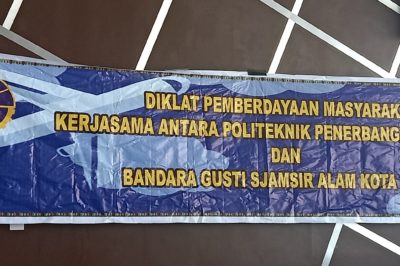 DIKLAT PEMBERDAYAAN MASYARAK
KERJASAMA ANTARA POLITEKNIK PENERBANG
DAN
BANDARA GUSTI SJAMSIR ALAM KOTA